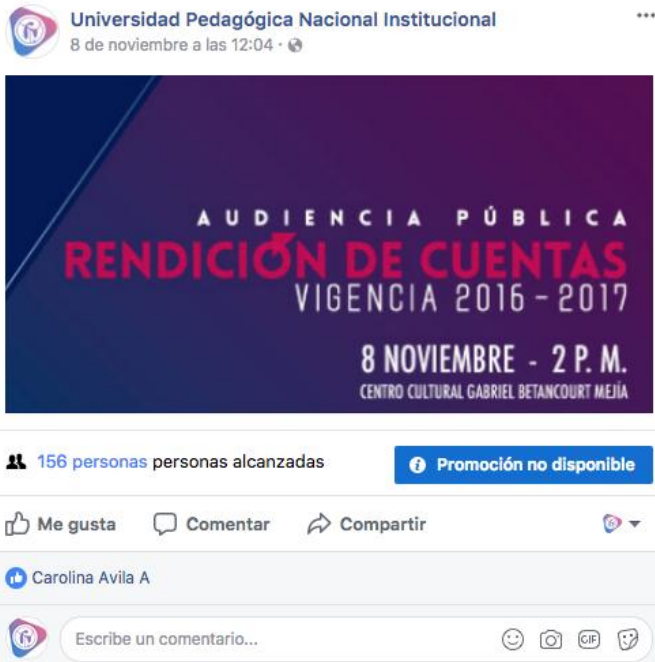 Universidad Pedagógica Nacional Institucional
8 de noviembre a las 12:04 ·
AUDIENCIA PÚBLICA
RENDICIÓN DE CUENTAS
VIGENCIA 2016 - 2017
8 NOVIEMBRE - 2 P. M.
CENTRO CULTURAL GABRIEL BETANCOURT MEJÍA
156 personas personas alcanzadas
Promoción no disponible
Me gusta Comentar Compartir
Carolina Avila A
Escribe un comentario...
GIF